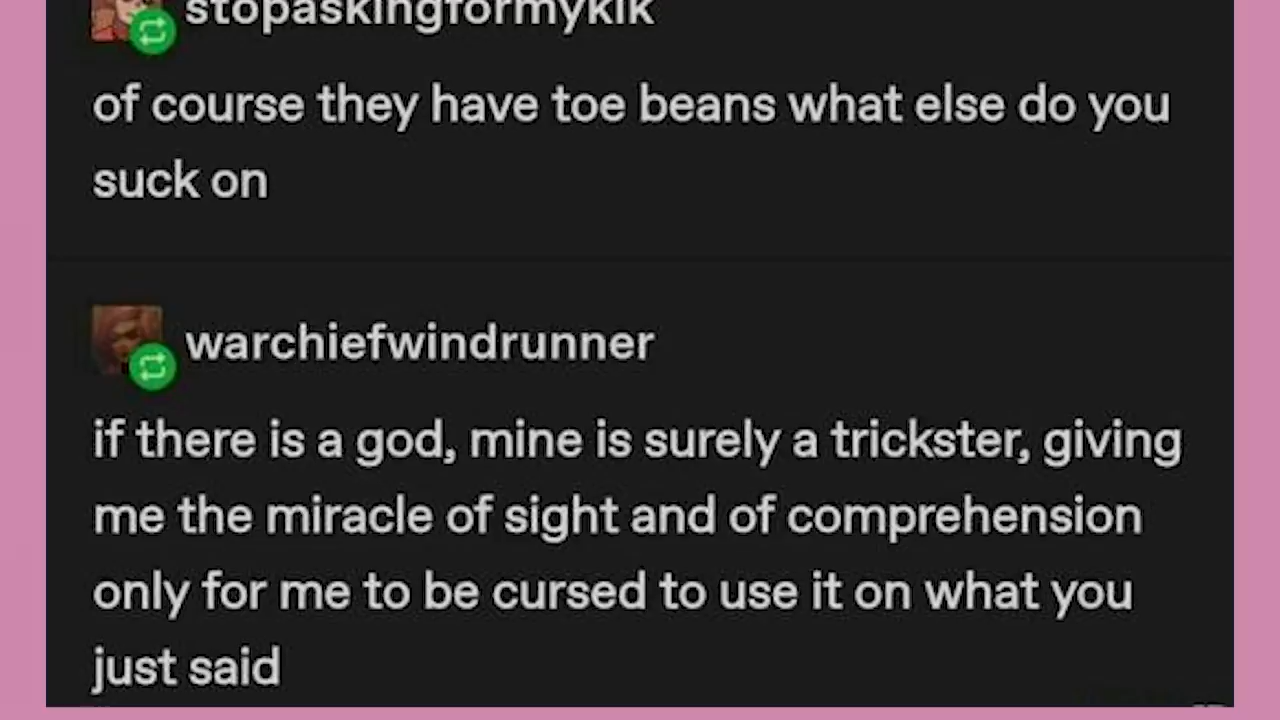 stopaskingformykik
of course they have toe beans what else do you
suck on
warchiefwindrunner
if there is a god, mine is surely a trickster, giving
me the miracle of sight and of comprehension
only for me to be cursed to use it on what you
just said